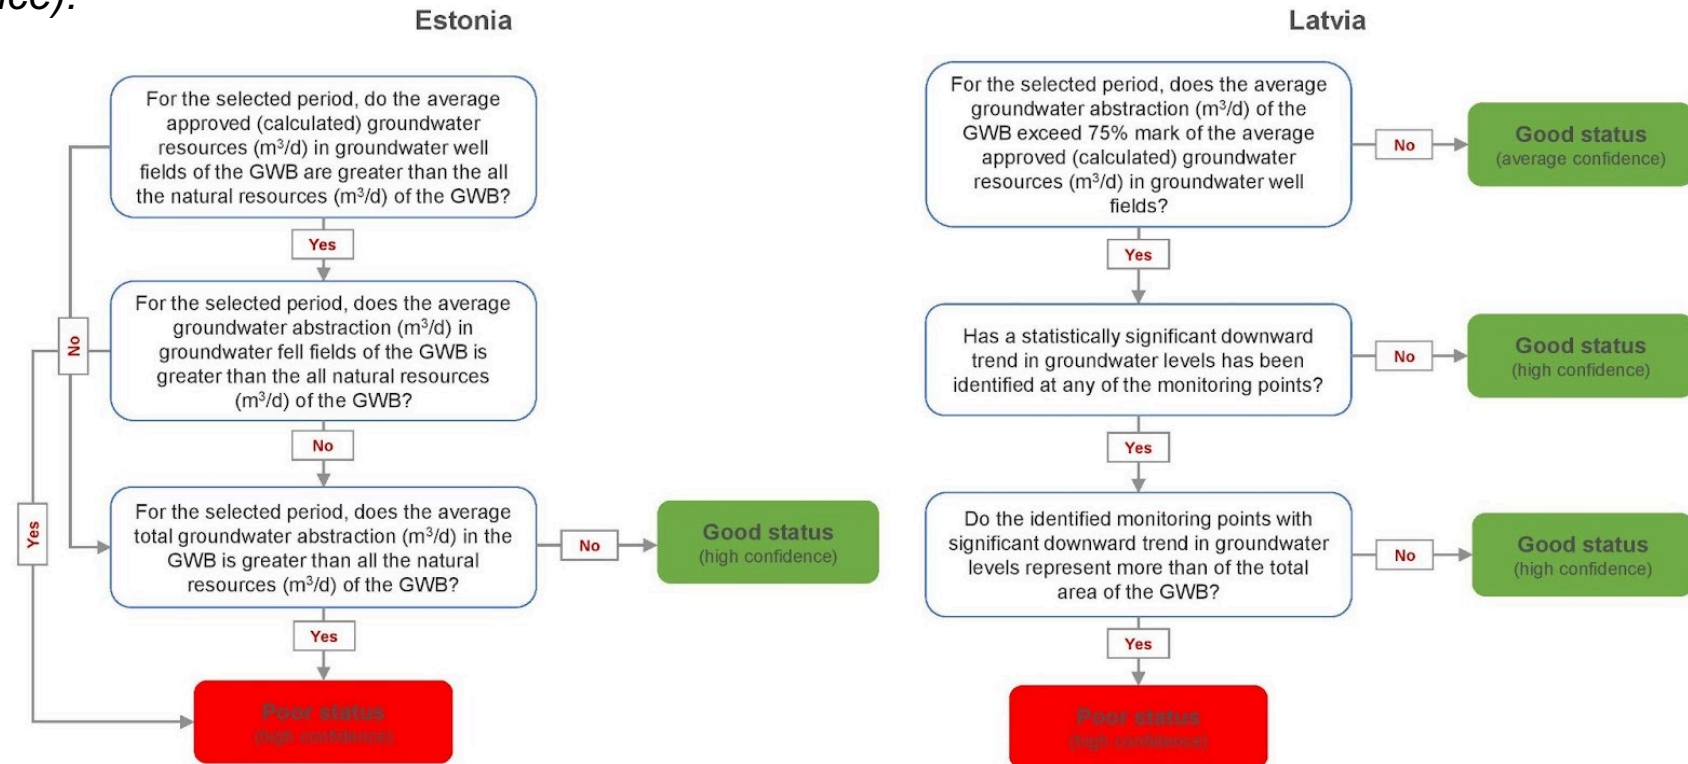 ice).
Estonia
For the selected period, do the average
approved (calculated) groundwater
resources (m³/d) in groundwater well
fields of the GWB are greater than the all
the natural resources (m³/d) of the GWB?
Yes
For the selected period, does the average
groundwater abstraction (m³/d) in
groundwater fell fields of the GWB is
greater than the all natural resources
(m³/d) of the GWB?
No
No
Yes
For the selected period, does the average
total groundwater abstraction (m³/d) in the
GWB is greater than all the natural
resources (m³/d) of the GWB?
No
Good status
(high confidence)
Yes
Poor status
(high confidence)
Latvia
For the selected period, does the average
groundwater abstraction (m³/d) of the
GWB exceed 75% mark of the average
approved (calculated) groundwater
resources (m³/d) in groundwater well
fields?
No
Good status
(average confidence)
Yes
Has a statistically significant downward
trend in groundwater levels has been
identified at any of the monitoring points?
No
Good status
(high confidence)
Yes
Do the identified monitoring points with
significant downward trend in groundwater
levels represent more than of the total
area of the GWB?
No
Good status
(high confidence)
Yes
Poor status
(high confidence)